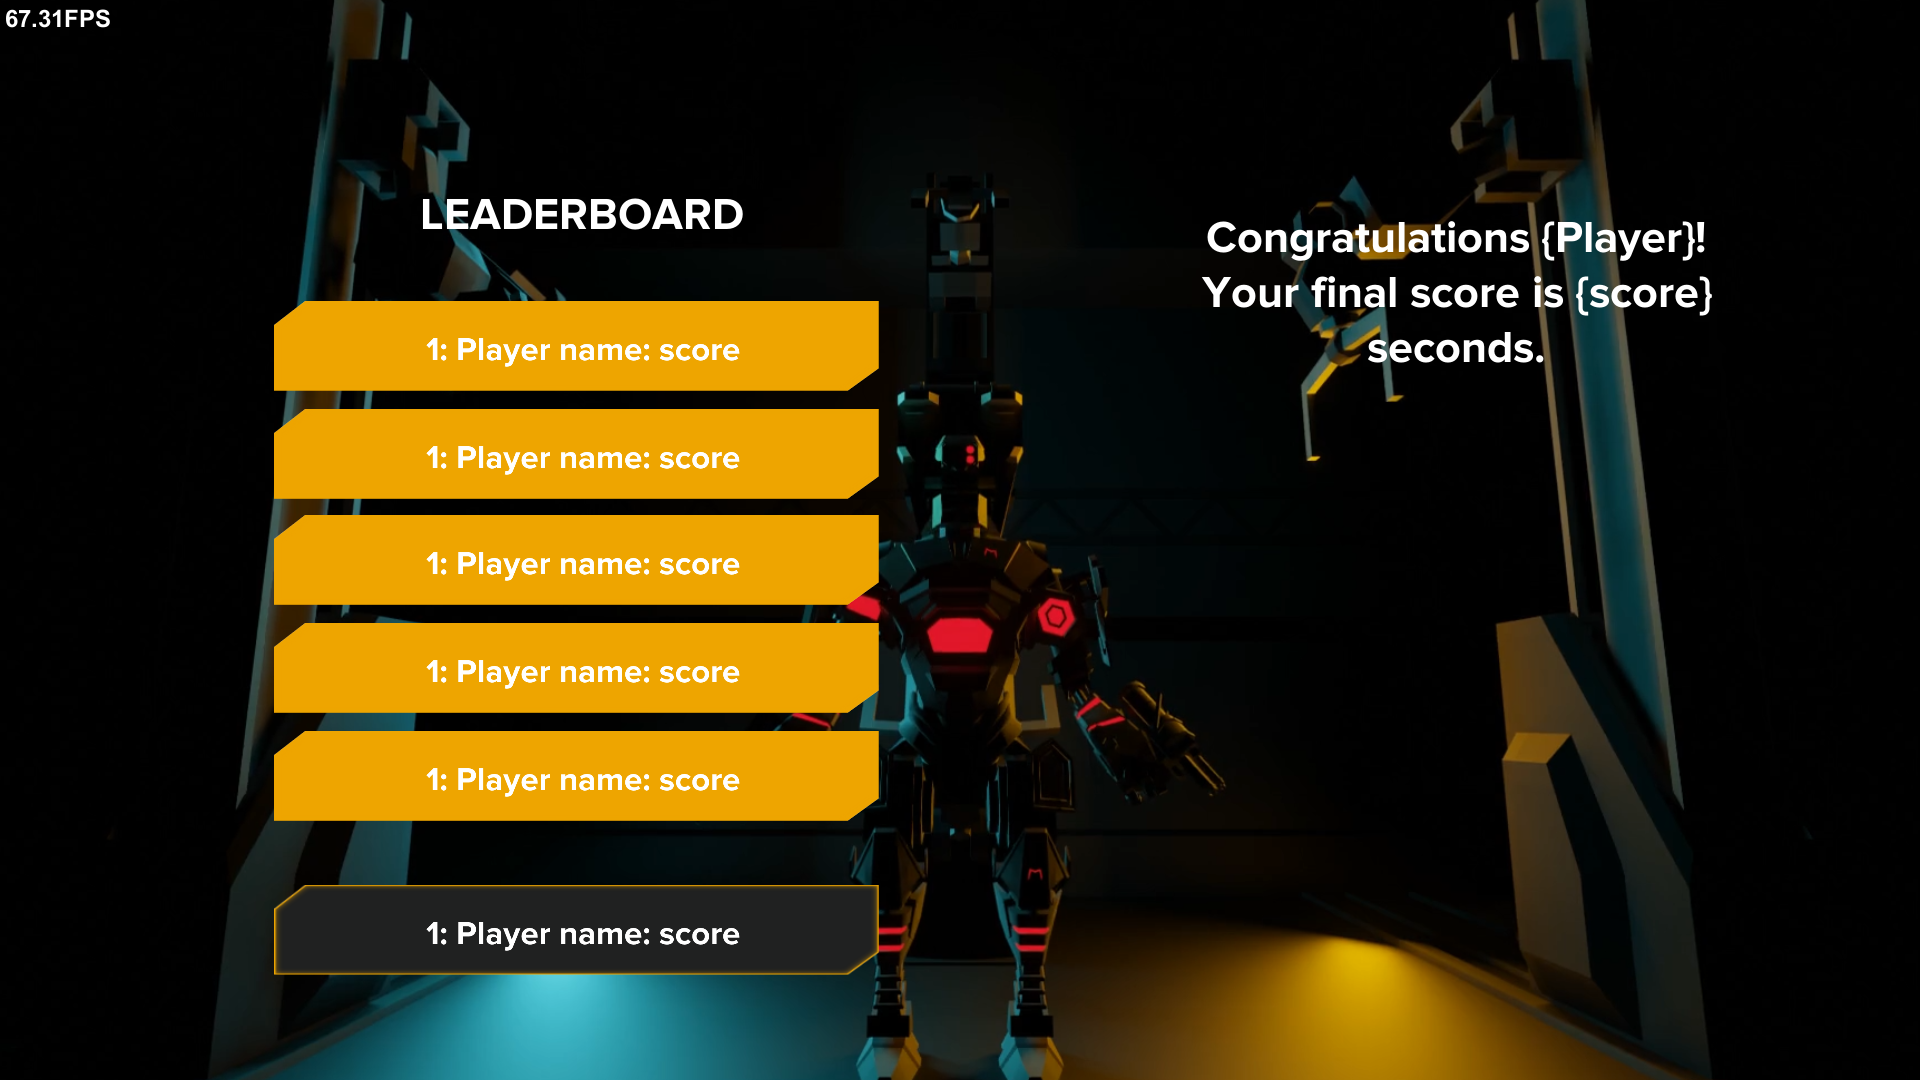 67.31FPS
LEADERBOARD
1: Player name: score
1: Player name: score
1: Player name: score
1: Player name: score
1: Player name: score
1: Player name: score
Congratulations {Player}!
Your final score is {score}
seconds.